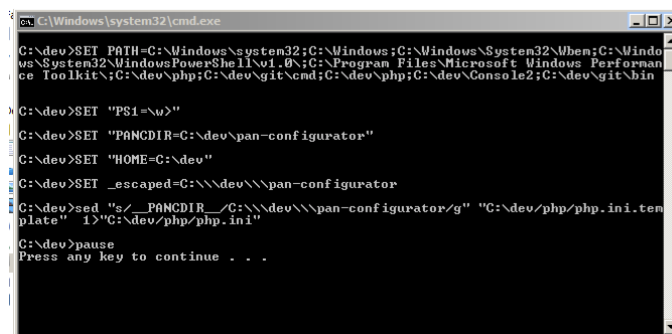 C:\Windows\system32\cmd.exe
C:\dev>SET PATH=C:\Windows\system32;C:\Windows;C:\Windows\System32\Wbem;C:\Windo
ws\System32\WindowsPowerShell\v1.0\;C:\Program Files\Microsoft Windows Performan
ce Toolkit\;C:\dev\php;C:\dev\git\cmd;C:\dev\php;C:\dev\Console2;C:\dev\git\bin
C:\dev>SET "PS1=\w>"
C:\dev>SET "PANCDIR=C:\dev\pan-configurator"
C:\dev>SET "HOME=C:\dev"
C:\dev>SET _escaped=C:\\\dev\\\pan-configurator
C:\dev>sed "s/__PANCDIR__/C:\\\dev\\\pan-configurator/g" "C:\dev/php/php.ini.tem
plate"  1>"C:\dev/php/php.ini"
C:\dev>pause
Press any key to continue . . .